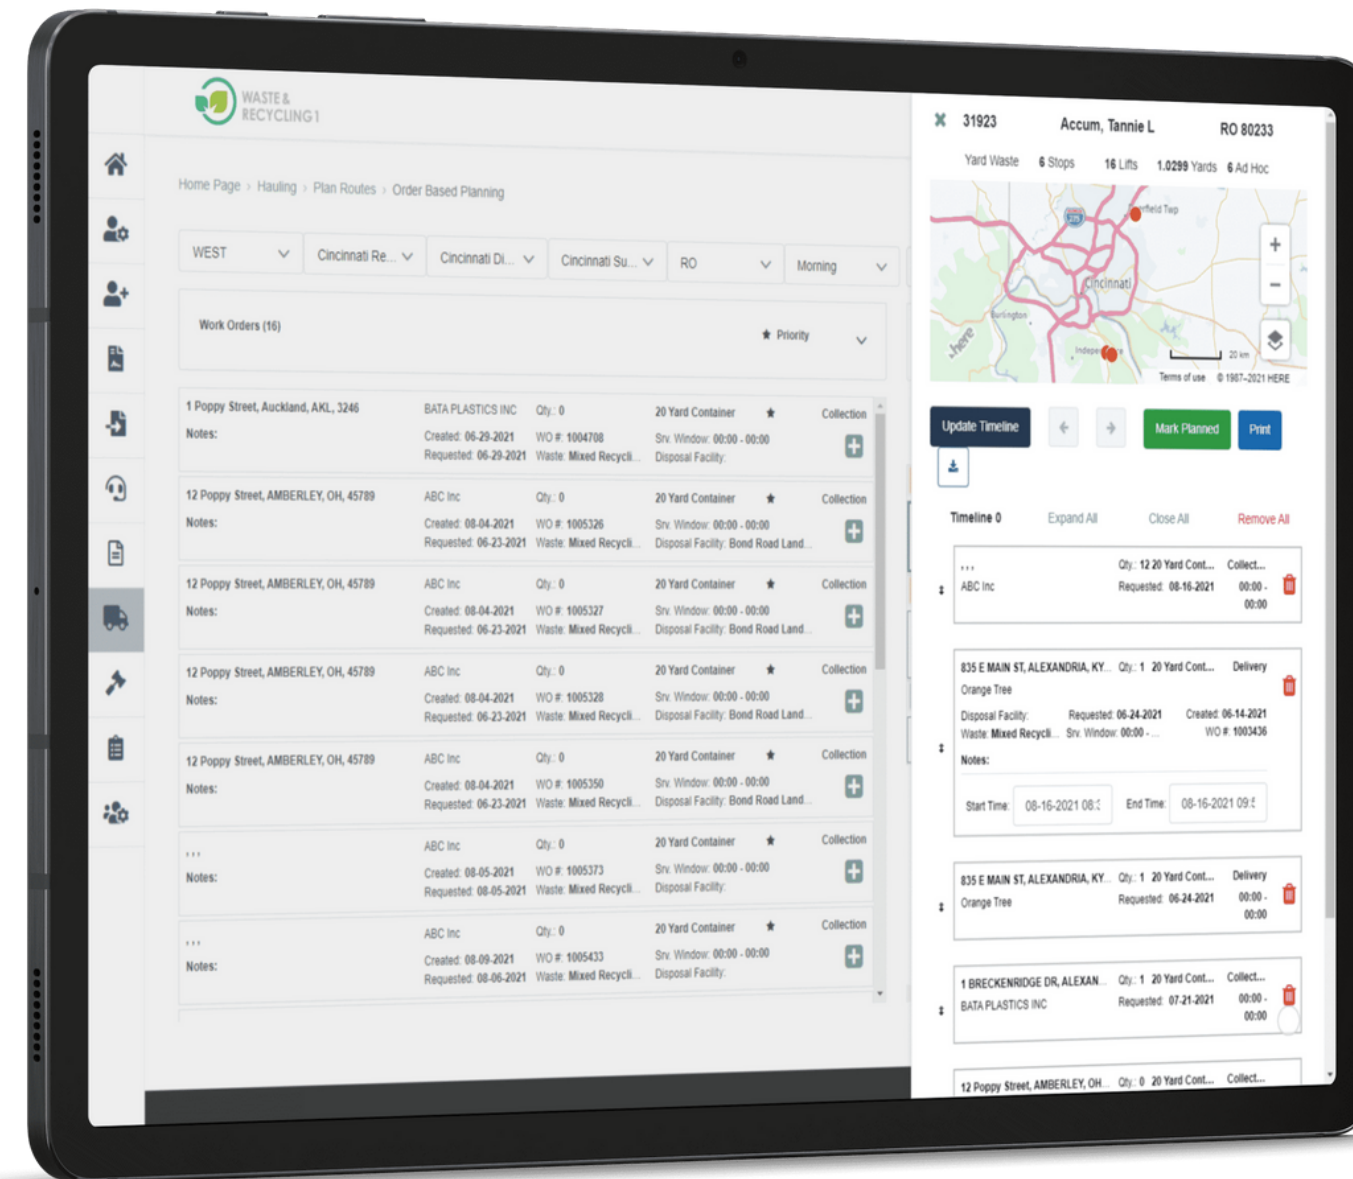 WASTE &
RECYCLING 1
Home Page > Hauling > Plan Routes > Order Based Planning
WEST
Cincinnati Re...
Cincinnati Di...
Cincinnati Su...
RO
Morning
Work Orders (16)
★ Priority
1 Poppy Street, Auckland, AKL, 3246 BATA PLASTICS INC Qty.: 0 20 Yard Container ★ Collection
Notes: Created: 06-29-2021 WO #: 1004708 Srv. Window: 00:00 - 00:00
Requested: 06-29-2021 Waste: Mixed Recycli... Disposal Facility:
12 Poppy Street, AMBERLEY, OH, 45789 ABC Inc Qty.: 0 20 Yard Container ★ Collection
Notes: Created: 08-04-2021 WO #: 1005326 Srv. Window: 00:00 - 00:00
Requested: 06-23-2021 Waste: Mixed Recycli... Disposal Facility: Bond Road Land...
12 Poppy Street, AMBERLEY, OH, 45789 ABC Inc Qty.: 0 20 Yard Container ★ Collection
Notes: Created: 08-04-2021 WO #: 1005327 Srv. Window: 00:00 - 00:00
Requested: 06-23-2021 Waste: Mixed Recycli... Disposal Facility: Bond Road Land...
12 Poppy Street, AMBERLEY, OH, 45789 ABC Inc Qty.: 0 20 Yard Container ★ Collection
Notes: Created: 08-04-2021 WO #: 1005328 Srv. Window: 00:00 - 00:00
Requested: 06-23-2021 Waste: Mixed Recycli... Disposal Facility: Bond Road Land...
12 Poppy Street, AMBERLEY, OH, 45789 ABC Inc Qty.: 0 20 Yard Container ★ Collection
Notes: Created: 08-04-2021 WO #: 1005350 Srv. Window: 00:00 - 00:00
Requested: 06-23-2021 Waste: Mixed Recycli... Disposal Facility: Bond Road Land...
, , , ABC Inc Qty.: 0 20 Yard Container ★ Collection
Notes: Created: 08-05-2021 WO #: 1005373 Srv. Window: 00:00 - 00:00
Requested: 08-05-2021 Waste: Mixed Recycli... Disposal Facility:
, , , ABC Inc Qty.: 0 20 Yard Container ★ Collection
Notes: Created: 08-09-2021 WO #: 1005433 Srv. Window: 00:00 - 00:00
Requested: 08-06-2021 Waste: Mixed Recycli... Disposal Facility:
31923 Accum, Tannie L RO 80233
Yard Waste 6 Stops 16 Lifts 1.0299 Yards 6 Ad Hoc
Twp
Cincinnati
Burlington
here
20 km
Terms of use © 1987–2021 HERE
Update Timeline
Mark Planned
Print
Timeline 0 Expand All Close All Remove All
, , , Qty.: 12 20 Yard Cont... Collect...
ABC Inc Requested: 08-16-2021 00:00 -
00:00
835 E MAIN ST, ALEXANDRIA, KY... Qty.: 1 20 Yard Cont... Delivery
Orange Tree
Disposal Facility: Requested: 06-24-2021 Created: 06-14-2021
Waste: Mixed Recycli... Srv. Window: 00:00 - ... WO #: 1003436
Notes:
Start Time: 08-16-2021 08: End Time: 08-16-2021 09:
835 E MAIN ST, ALEXANDRIA, KY... Qty.: 1 20 Yard Cont... Delivery
Orange Tree Requested: 06-24-2021 00:00 -
00:00
1 BRECKENRIDGE DR, ALEXAN... Qty.: 1 20 Yard Cont... Collect...
BATA PLASTICS INC Requested: 07-21-2021 00:00 -
00:00
12 Poppy Street, AMBERLEY, OH... Qty.: 0 20 Yard Cont... Collect...